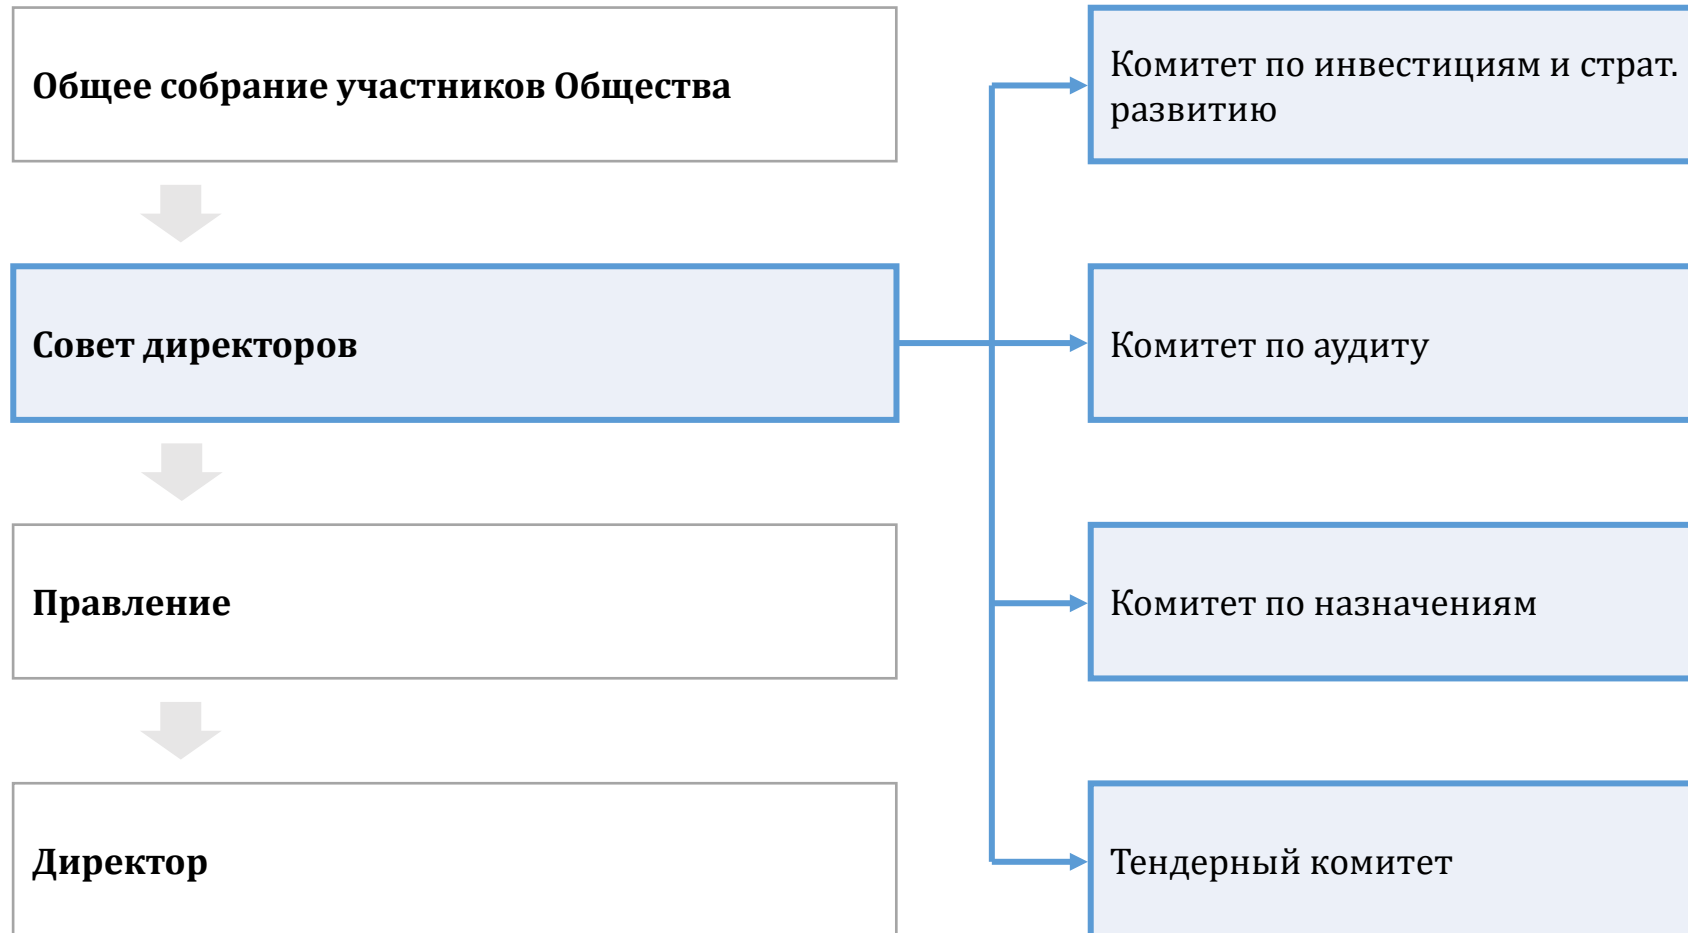 Общее собрание участников Общества
Совет директоров
Правление
Директор
Комитет по инвестициям и страт.
развитию
Комитет по аудиту
Комитет по назначениям
Тендерный комитет